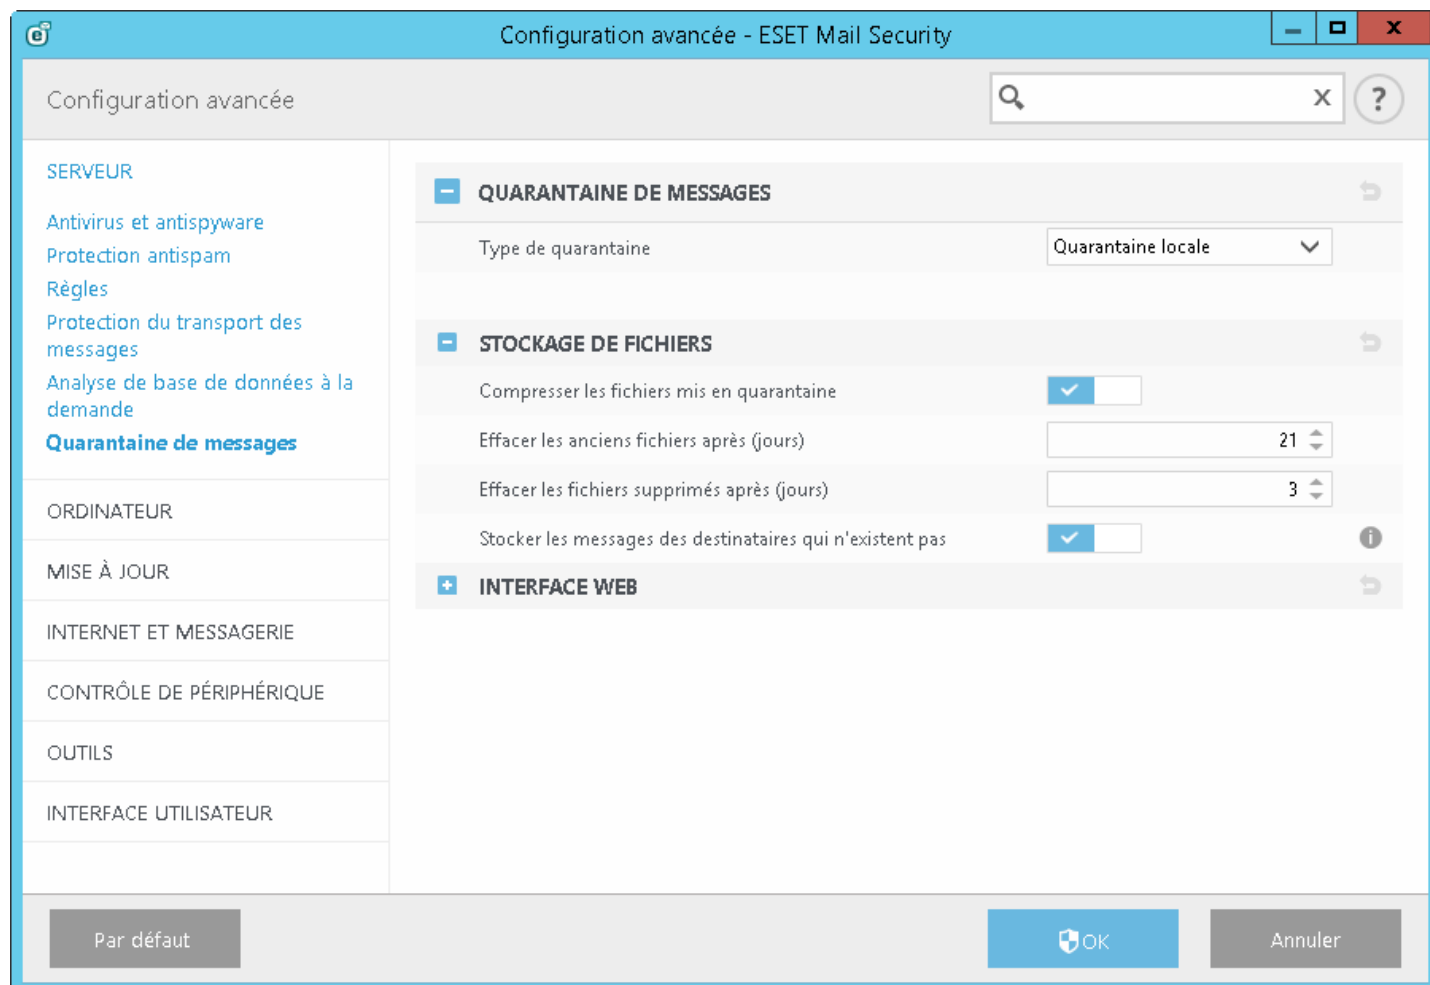 Configuration avancée - ESET Mail Security
Configuration avancée
SERVEUR
Antivirus et antispyware
Protection antispam
Règles
Protection du transport des
messages
Analyse de base de données à la
demande
Quarantaine de messages
ORDINATEUR
MISE À JOUR
INTERNET ET MESSAGERIE
CONTRÔLE DE PÉRIPHÉRIQUE
OUTILS
INTERFACE UTILISATEUR
QUARANTAINE DE MESSAGES
Type de quarantaine Quarantaine locale
STOCKAGE DE FICHIERS
Compresser les fichiers mis en quarantaine
Effacer les anciens fichiers après (jours) 21
Effacer les fichiers supprimés après (jours) 3
Stocker les messages des destinataires qui n'existent pas
INTERFACE WEB
Par défaut OK Annuler